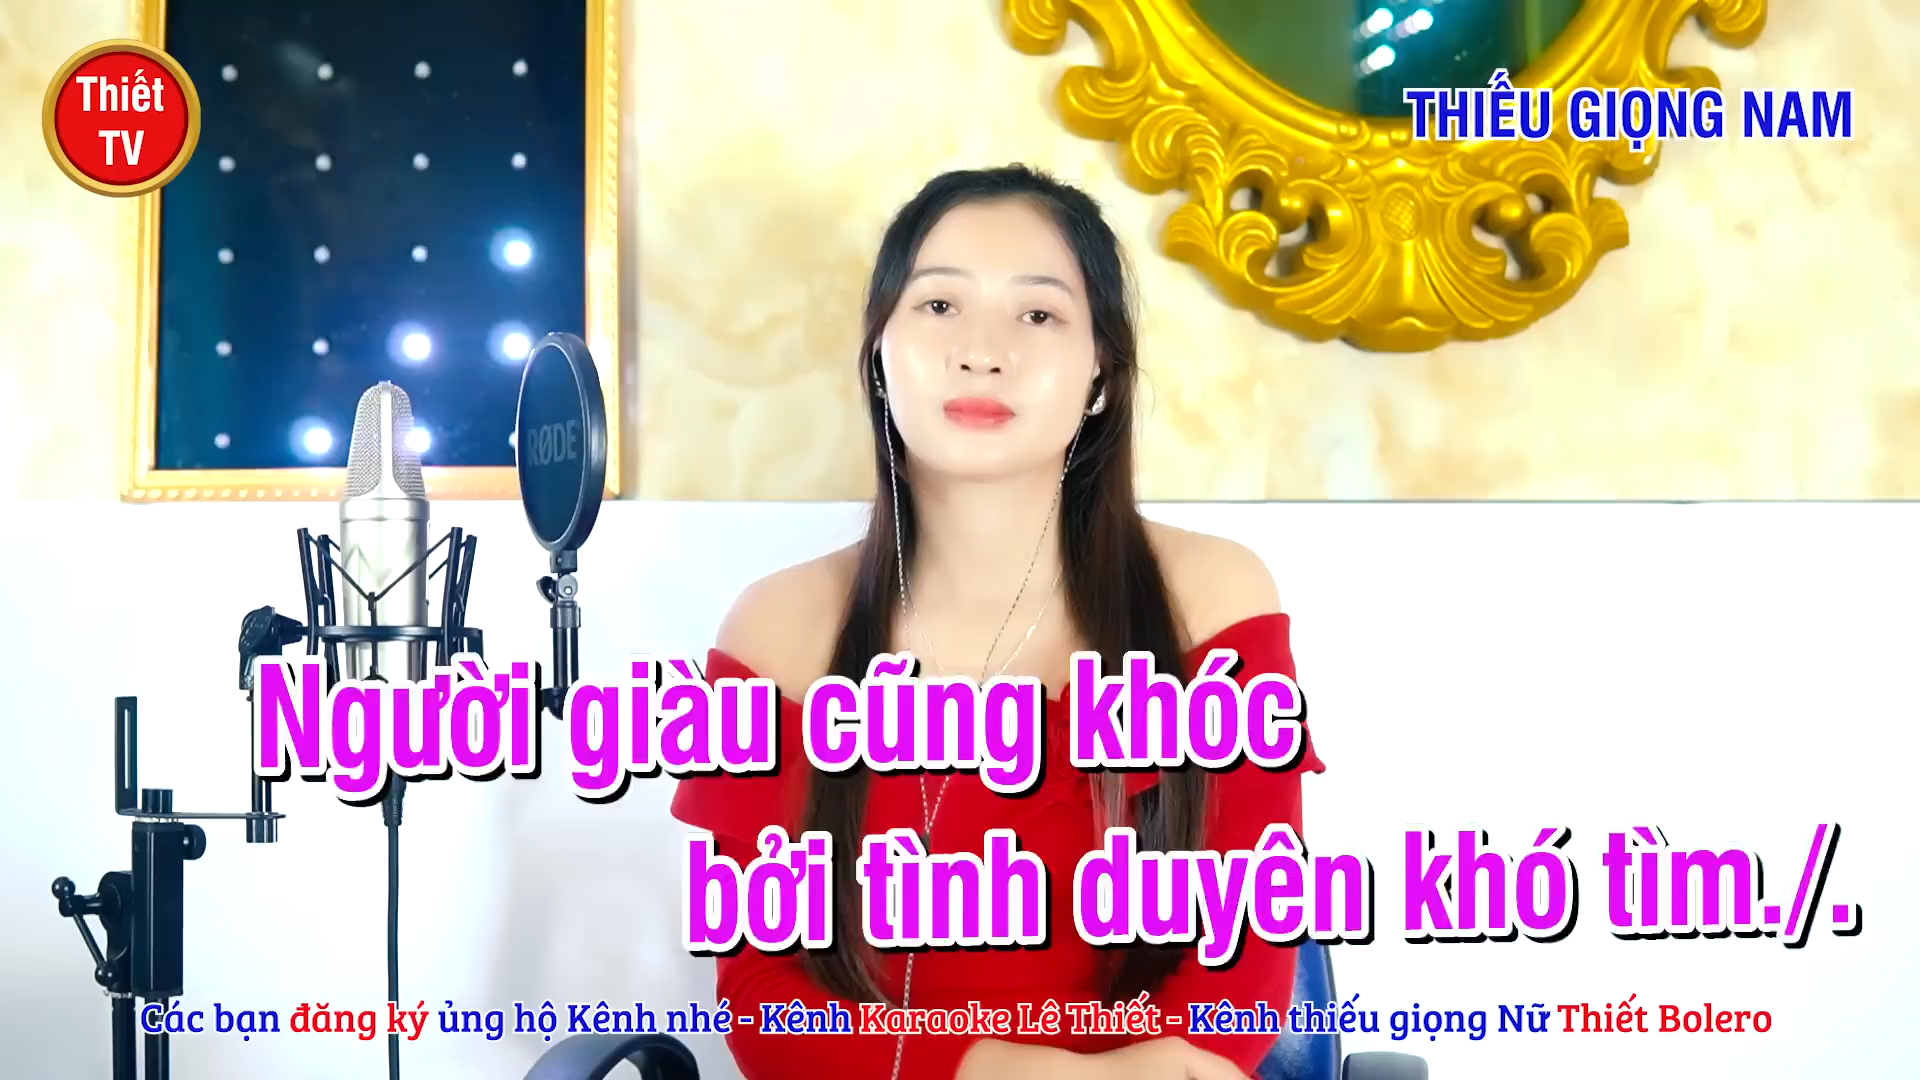 Thiết
TV
THIẾU GIỌNG NAM
RØDE
Người giàu cũng khóc
bởi tình duyên khó tìm./.
Các bạn đăng ký ủng hộ Kênh nhé - Kênh Karaoke Lê Thiết - Kênh thiếu giọng Nữ Thiết Bolero